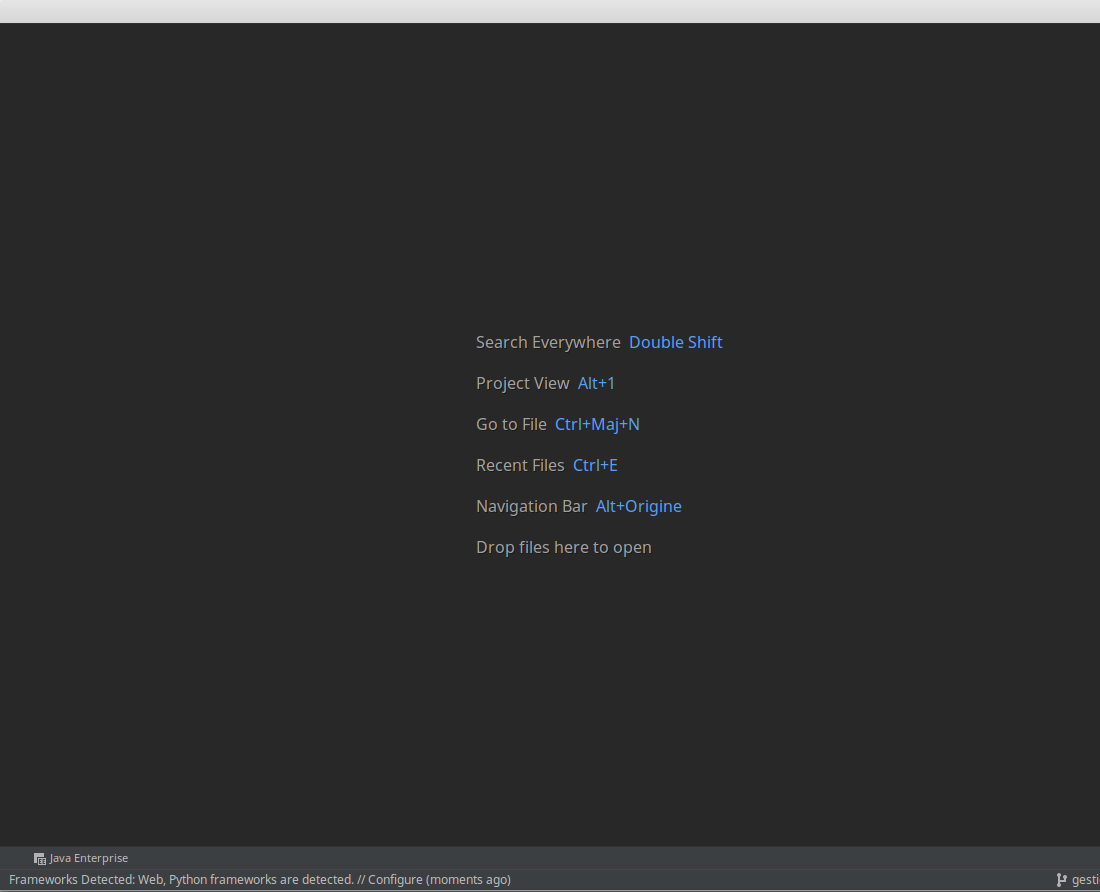 Search Everywhere Double Shift
Project View Alt+1
Go to File Ctrl+Maj+N
Recent Files Ctrl+E
Navigation Bar Alt+Origine
Drop files here to open
Java Enterprise
Frameworks Detected: Web, Python frameworks are detected. // Configure (moments ago) gesti